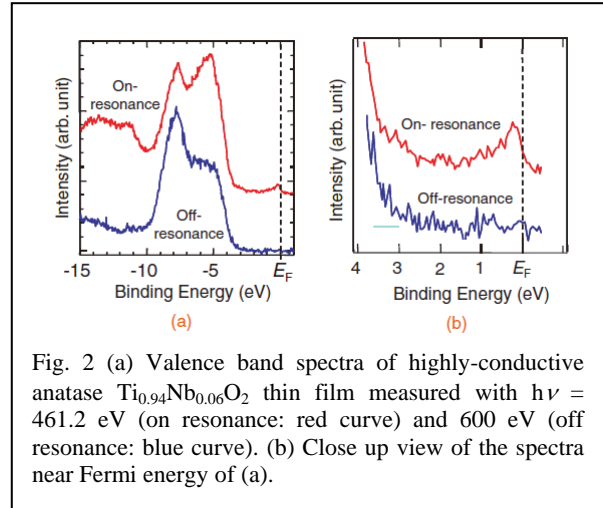 On-
resonance
Off-
resonance
Intensity (arb. unit)
-15
-10
-5
E_F
Binding Energy (eV)
(a)
On- resonance
Off-resonance
Intensity (arb. unit)
4
3
2
1
E_F
Binding Energy (eV)
(b)
Fig. 2 (a) Valence band spectra of highly-conductive
anatase Ti0.94Nb0.06O2 thin film measured with hν =
461.2 eV (on resonance: red curve) and 600 eV (off
resonance: blue curve). (b) Close up view of the spectra
near Fermi energy of (a).